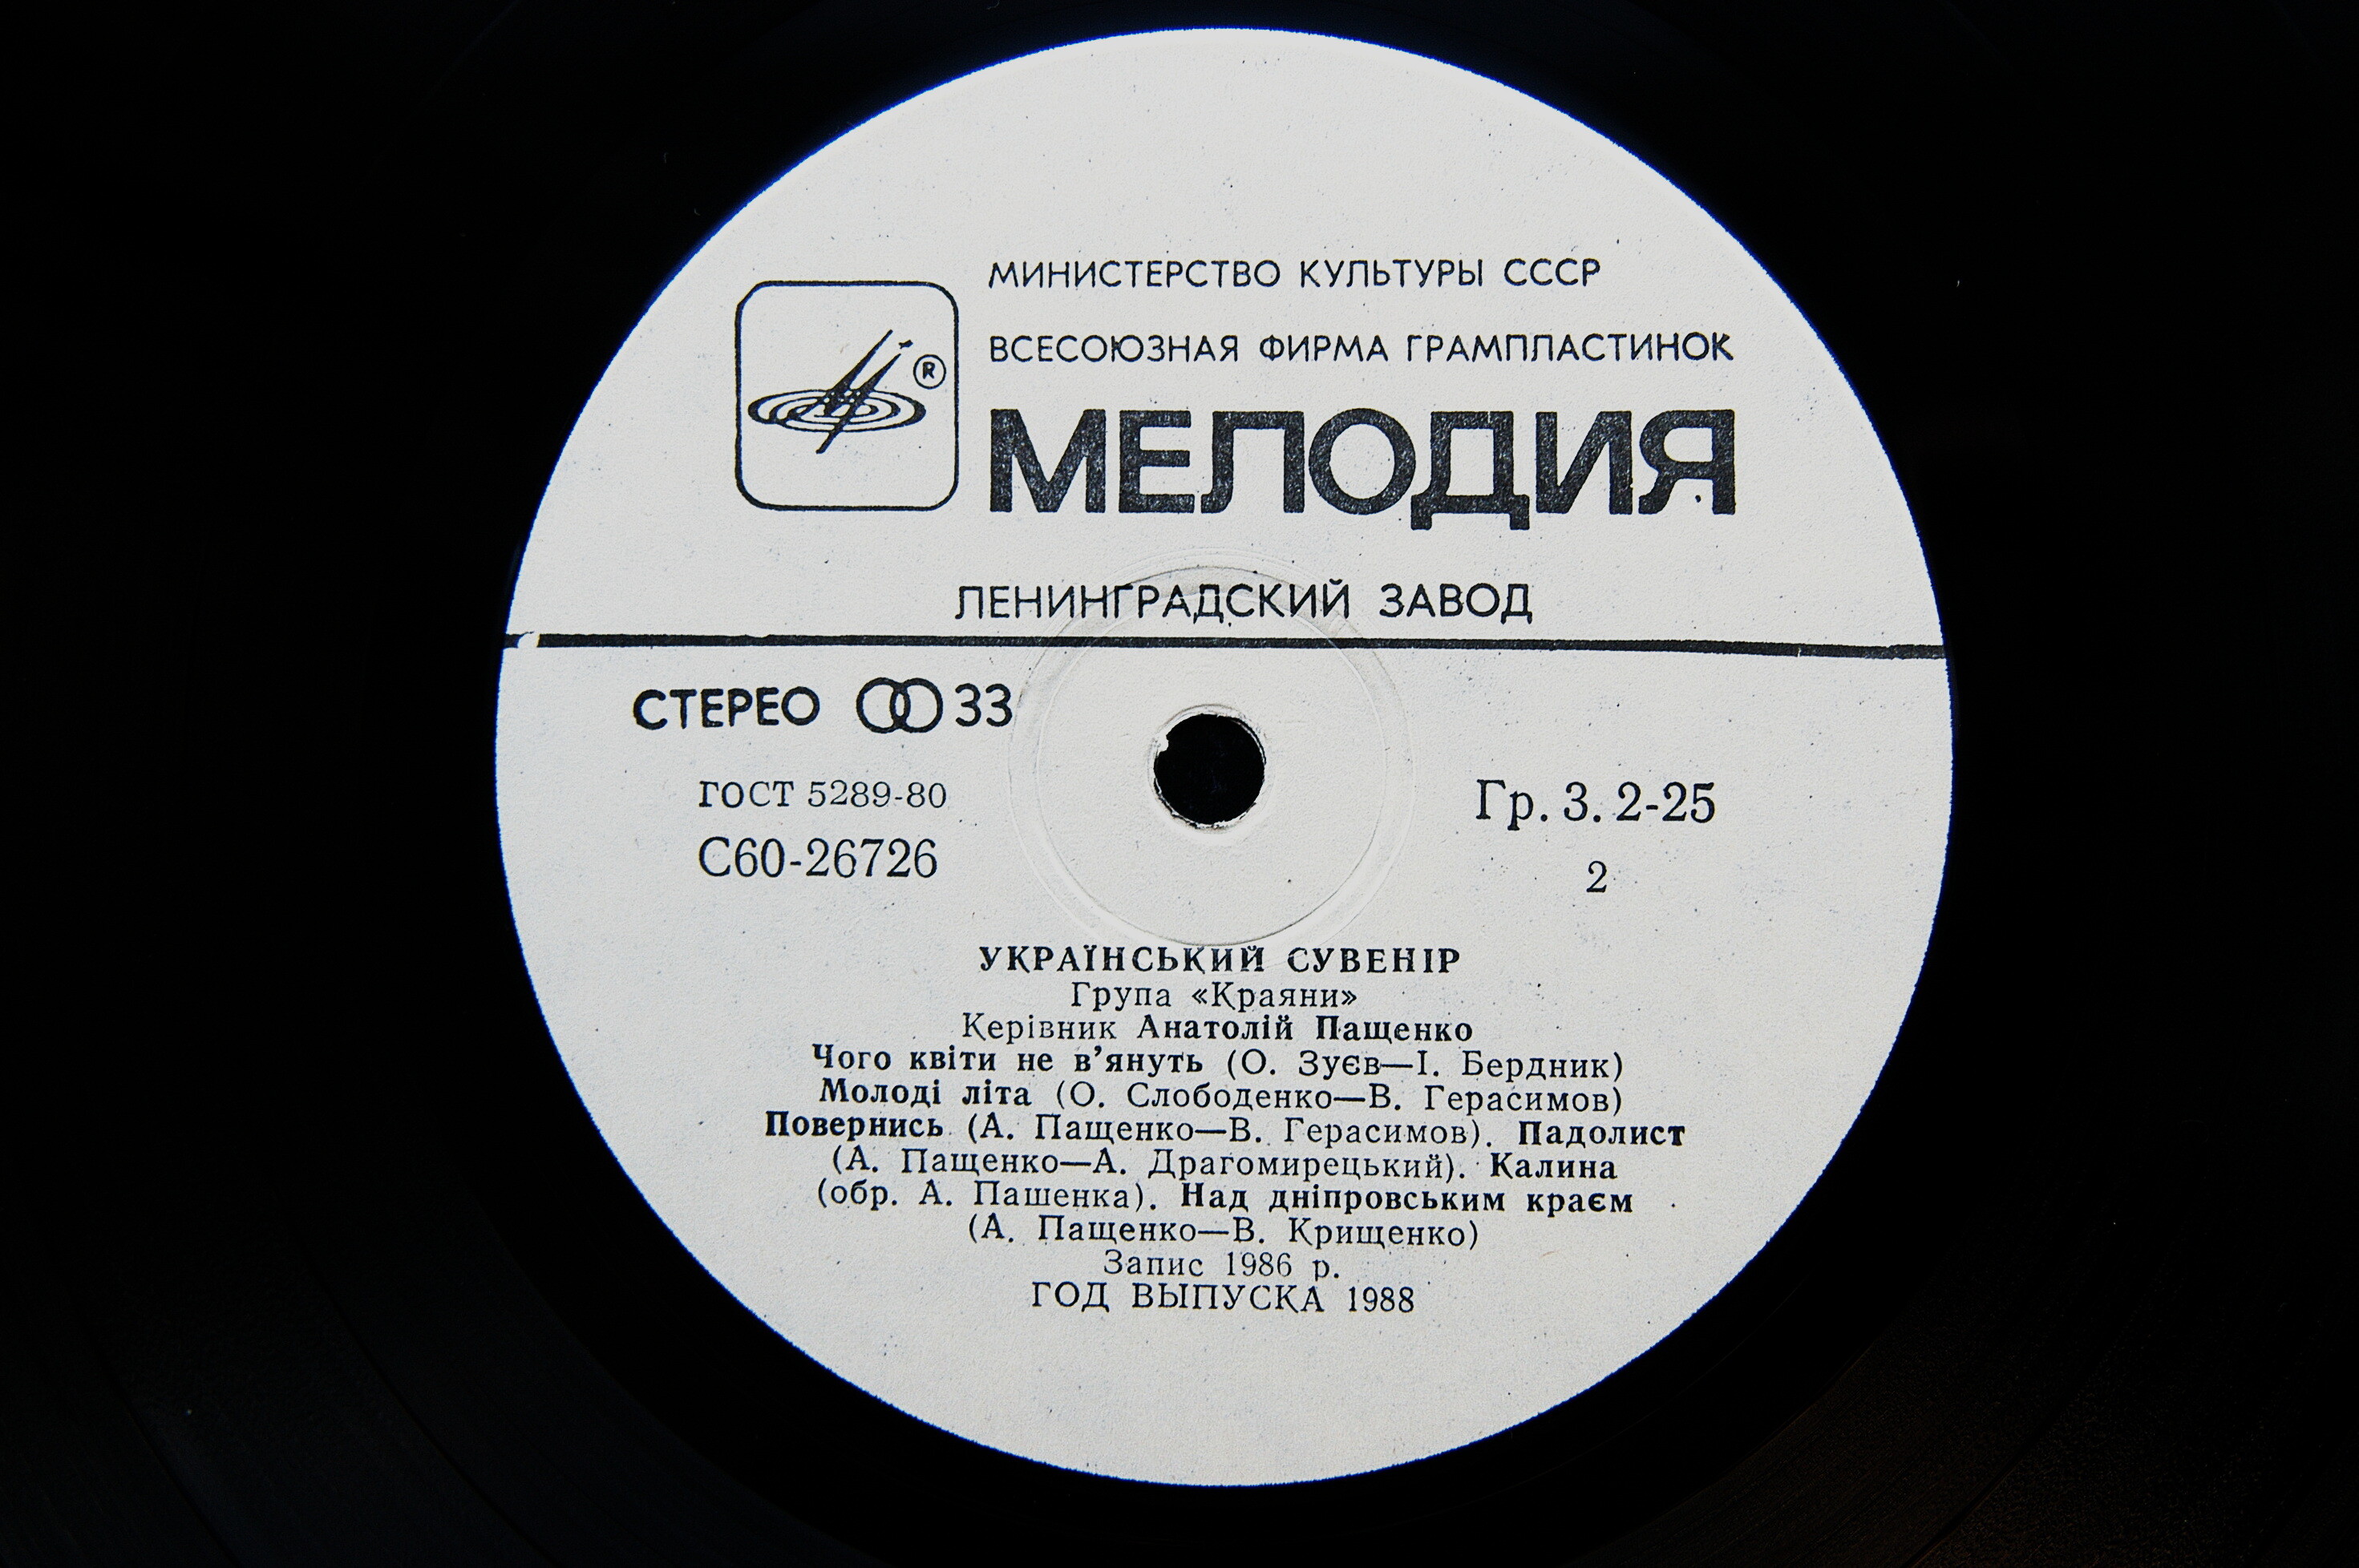 МИНИСТЕРСТВО КУЛЬТУРЫ СССР
ВСЕСОЮЗНАЯ ФИРМА ГРАМПЛАСТИНОК
®
МЕЛОДИЯ
ЛЕНИНГРАДСКИЙ ЗАВОД
СТЕРЕО 33
ГОСТ 5289-80
Гр. 3. 2-25
С60-26726
2
УКРАЇНСЬКИЙ СУВЕНІР
Група «Краяни»
Керівник Анатолій Пащенко
Чого квіти не в’януть (О. Зуєв—І. Бердник)
Молоді літа (О. Слободенко—В. Герасимов)
Повернись (А. Пащенко—В. Герасимов). Падолист
(А. Пащенко—А. Драгомирецький). Калина
(обр. А. Пашенка). Над дніпровським краєм
(А. Пащенко—В. Крищенко)
Запис 1986 р.
ГОД ВЫПУСКА 1988